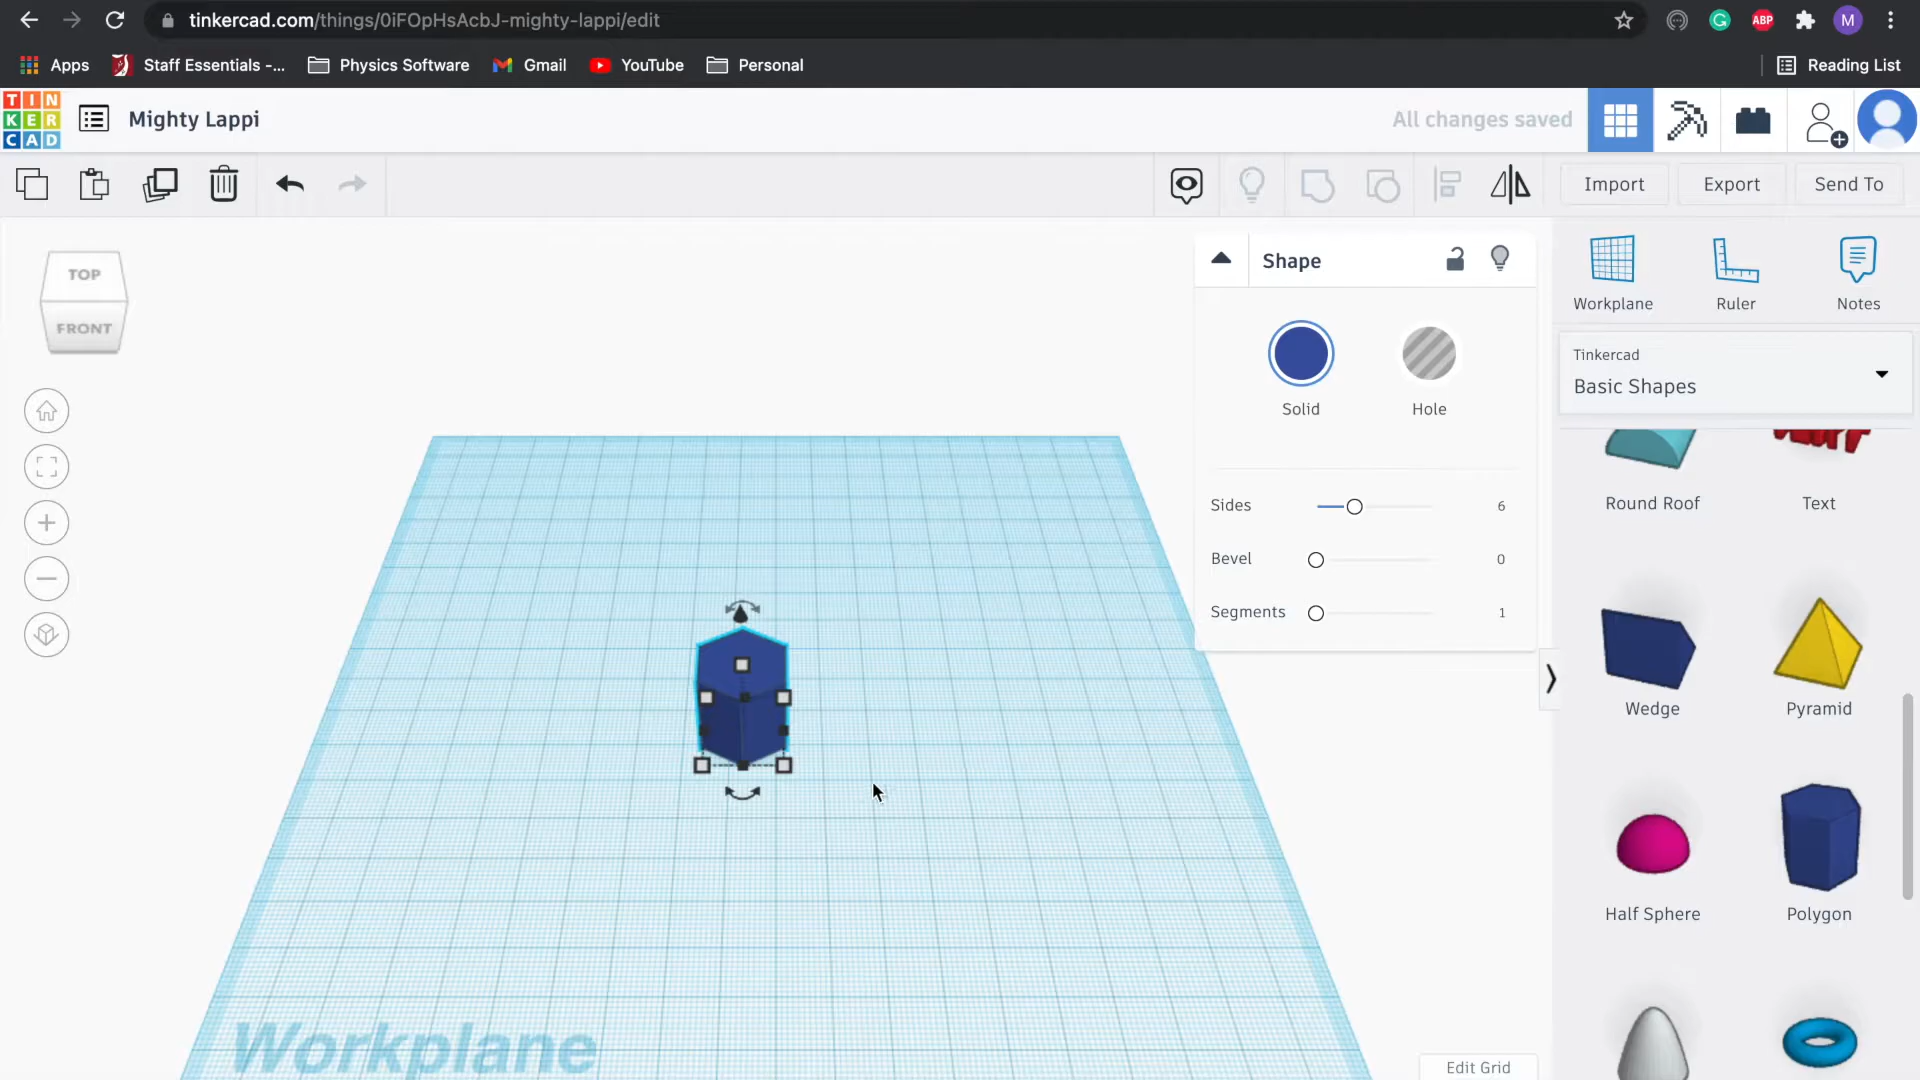 tinkercad.com/things/0iFOpHsAcbJ-mighty-lappi/edit
ABP
M
Apps
Staff Essentials -...
Physics Software
Gmail
YouTube
Personal
Reading List
TIN
KER
CAD
Mighty Lappi
All changes saved
Import
Export
Send To
TOP
FRONT
Shape
Solid
Hole
Sides 6
Bevel 0
Segments 1
Workplane
Ruler
Notes
Tinkercad
Basic Shapes
Round Roof
Text
Wedge
Pyramid
Half Sphere
Polygon
Workplane
Edit Grid